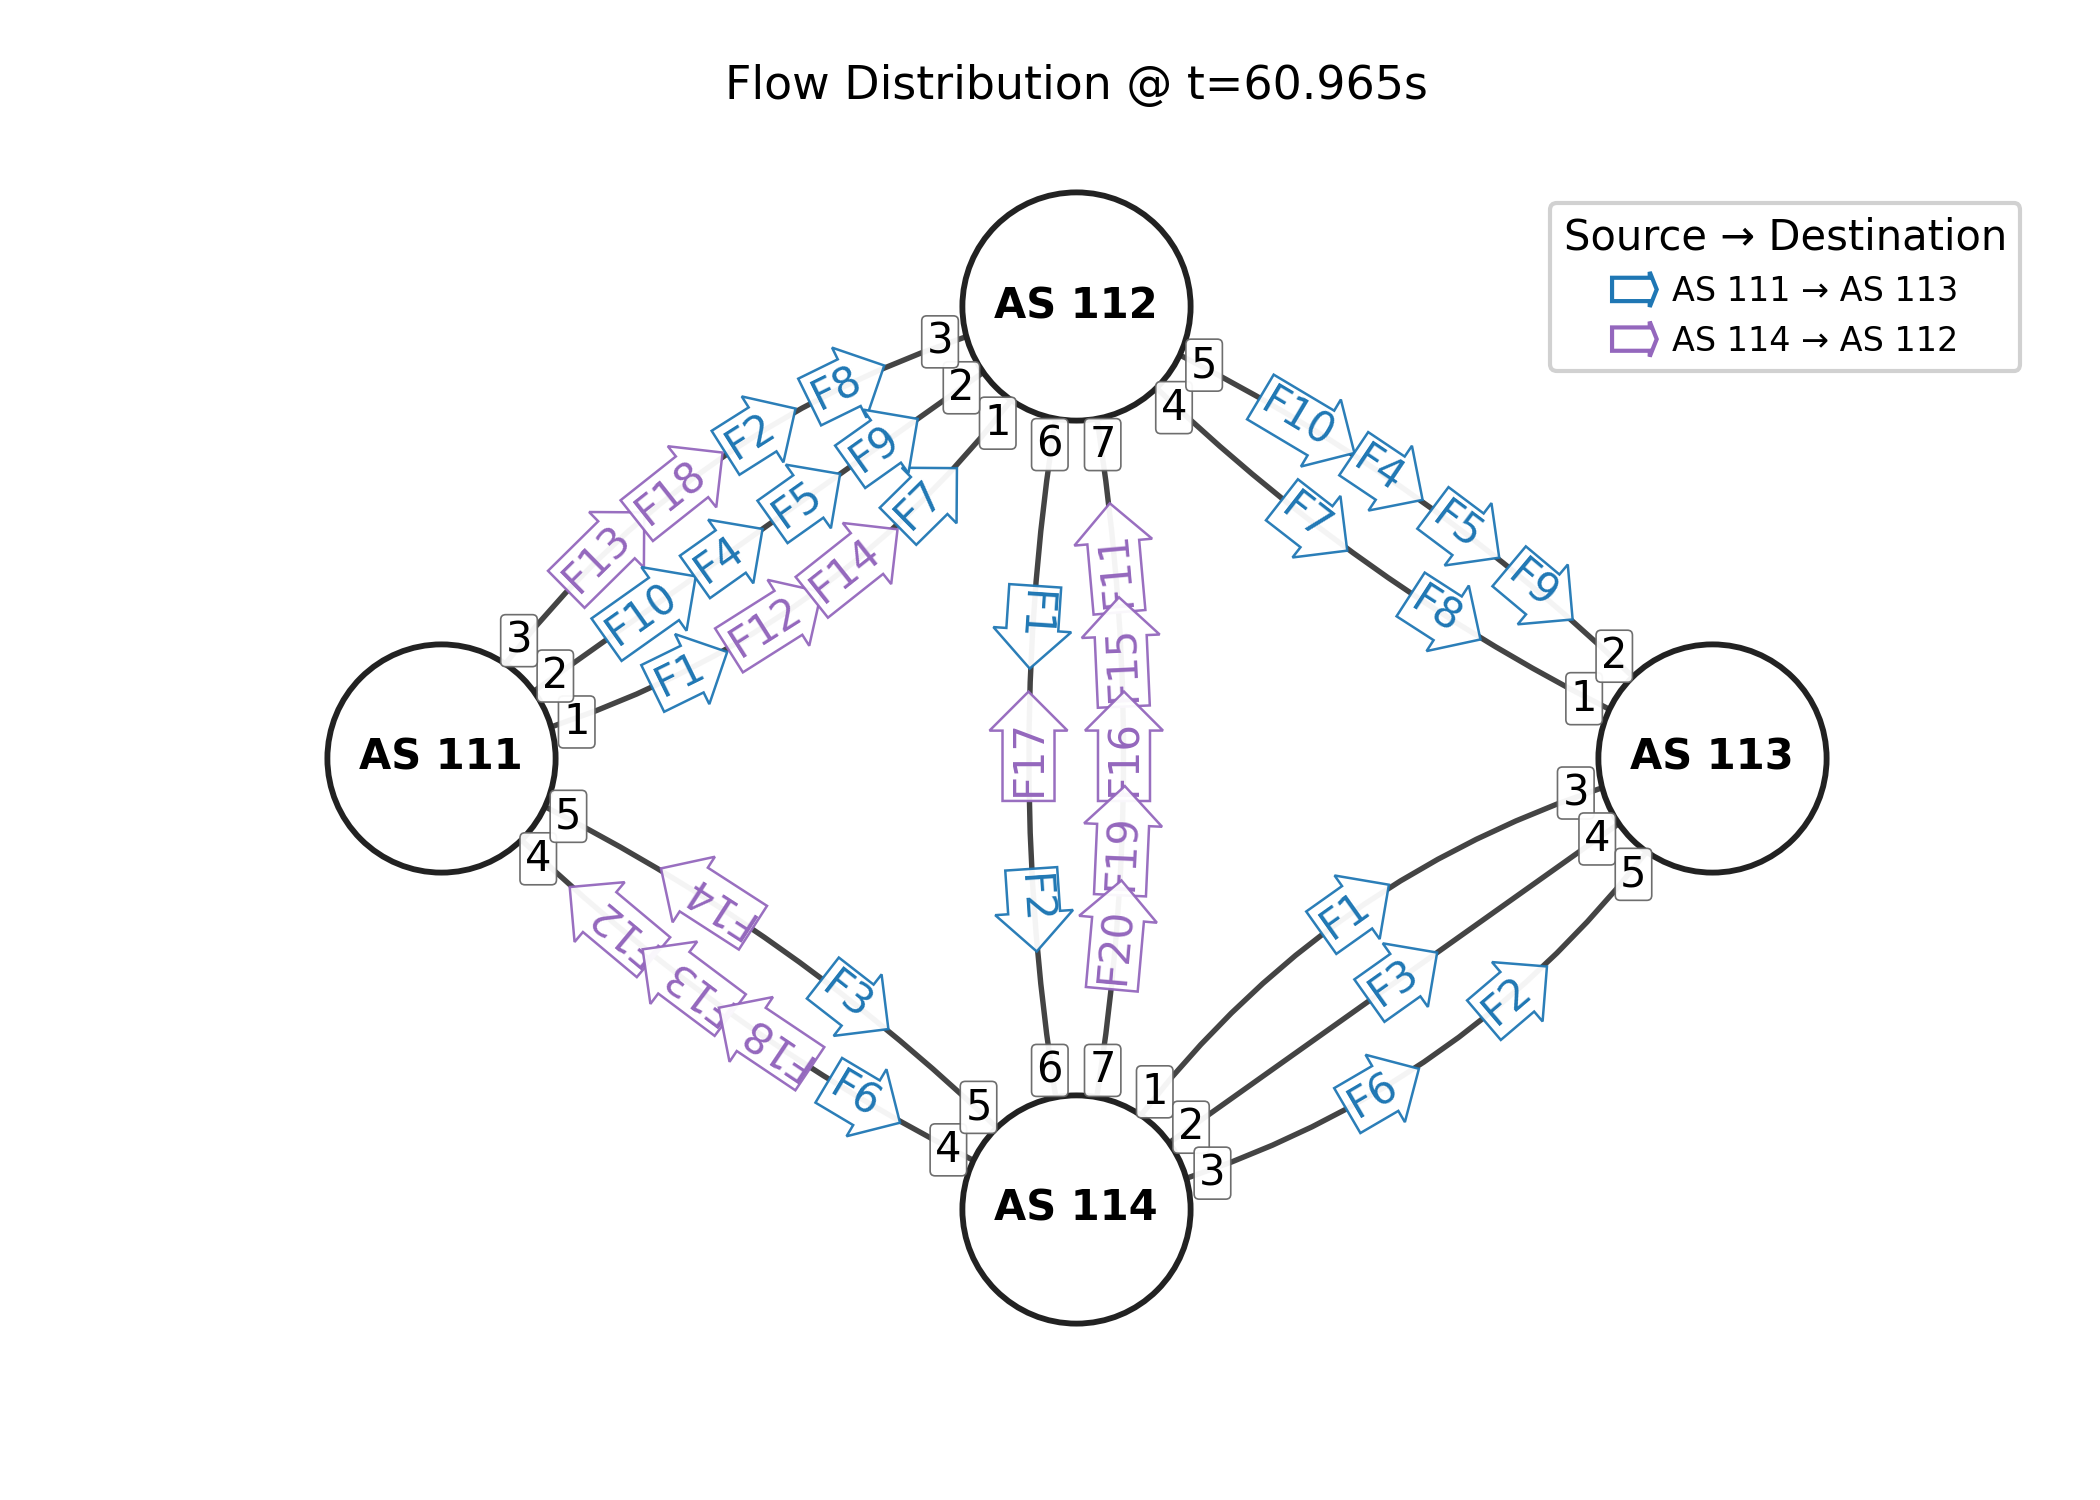 Flow Distribution @ t=60.965s
Source → Destination
AS 111 → AS 113
AS 114 → AS 112
AS 112
3
2
1
6
7
4
5
F8
F2
F18
F13
F9
F5
F4
F10
F7
F14
F12
F1
3
2
1
AS 111
5
4
F10
F4
F5
F9
F7
F8
2
1
AS 113
3
4
5
F1
F17
F2
F11
F15
F16
F19
F20
F14
F3
F12
F13
F18
F6
F1
F3
F2
F6
5
4
6
7
1
2
3
AS 114